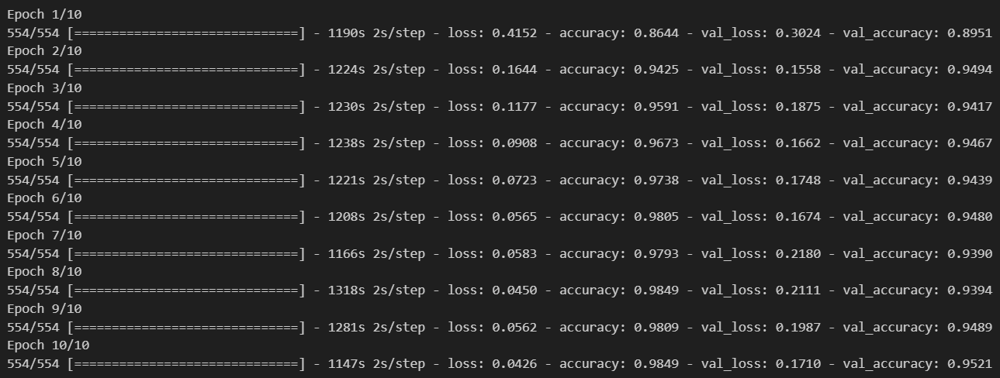 Epoch 1/10
554/554 [==============================] - 1190s 2s/step - loss: 0.4152 - accuracy: 0.8644 - val_loss: 0.3024 - val_accuracy: 0.8951
Epoch 2/10
554/554 [==============================] - 1224s 2s/step - loss: 0.1644 - accuracy: 0.9425 - val_loss: 0.1558 - val_accuracy: 0.9494
Epoch 3/10
554/554 [==============================] - 1230s 2s/step - loss: 0.1177 - accuracy: 0.9591 - val_loss: 0.1875 - val_accuracy: 0.9417
Epoch 4/10
554/554 [==============================] - 1238s 2s/step - loss: 0.0908 - accuracy: 0.9673 - val_loss: 0.1662 - val_accuracy: 0.9467
Epoch 5/10
554/554 [==============================] - 1221s 2s/step - loss: 0.0723 - accuracy: 0.9738 - val_loss: 0.1748 - val_accuracy: 0.9439
Epoch 6/10
554/554 [==============================] - 1208s 2s/step - loss: 0.0565 - accuracy: 0.9805 - val_loss: 0.1674 - val_accuracy: 0.9480
Epoch 7/10
554/554 [==============================] - 1166s 2s/step - loss: 0.0583 - accuracy: 0.9793 - val_loss: 0.2180 - val_accuracy: 0.9390
Epoch 8/10
554/554 [==============================] - 1318s 2s/step - loss: 0.0450 - accuracy: 0.9849 - val_loss: 0.2111 - val_accuracy: 0.9394
Epoch 9/10
554/554 [==============================] - 1281s 2s/step - loss: 0.0562 - accuracy: 0.9809 - val_loss: 0.1987 - val_accuracy: 0.9489
Epoch 10/10
554/554 [==============================] - 1147s 2s/step - loss: 0.0426 - accuracy: 0.9849 - val_loss: 0.1710 - val_accuracy: 0.9521